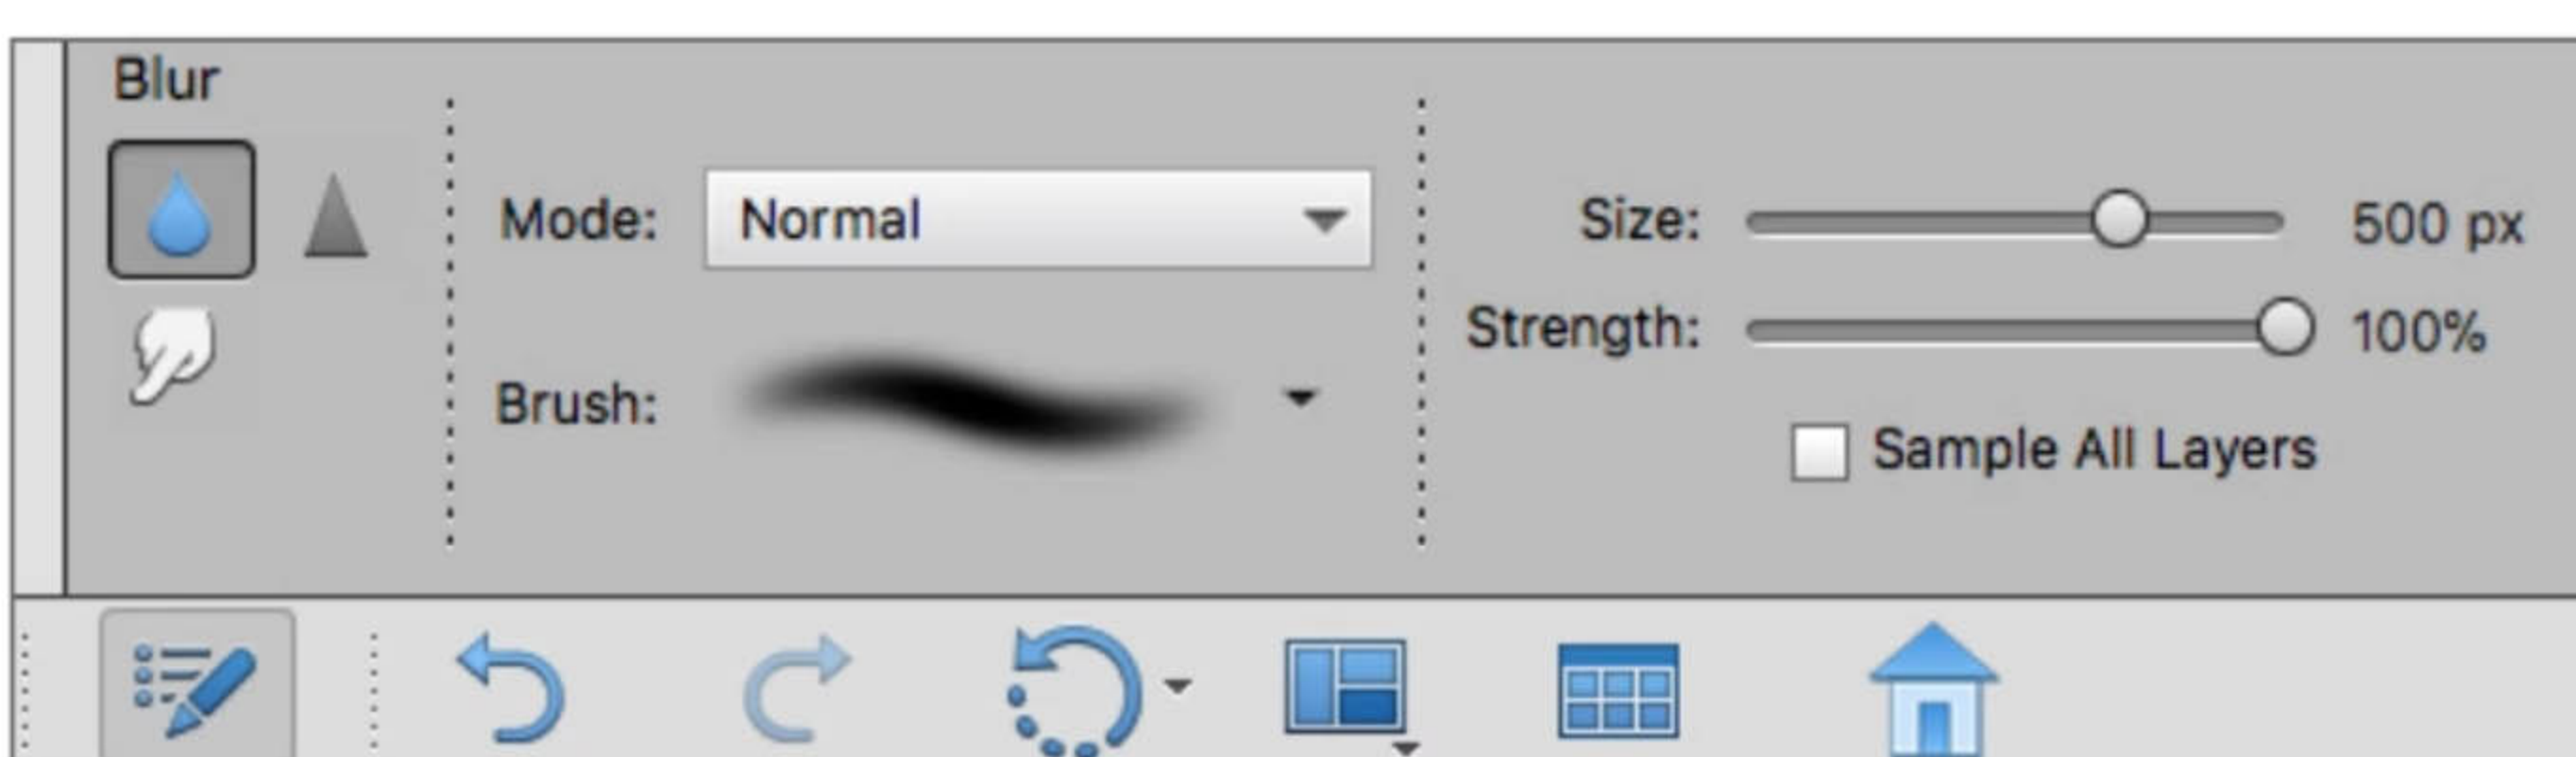 Blur
Mode: Normal
Brush:
Size: 500 px
Strength: 100%
Sample All Layers